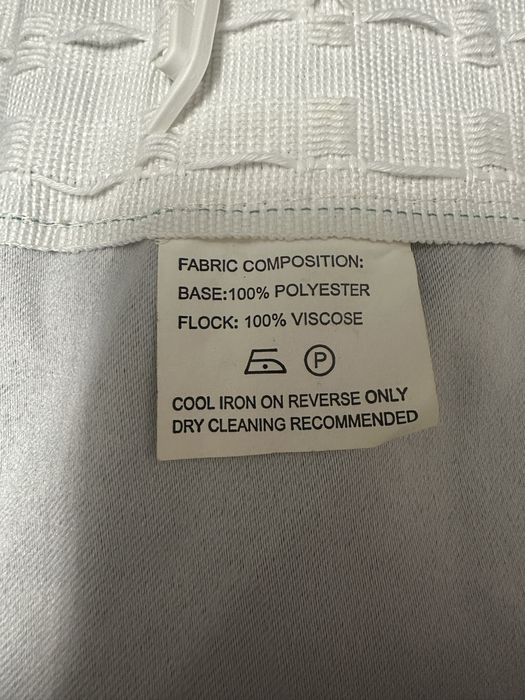 FABRIC COMPOSITION:
BASE:100% POLYESTER
FLOCK: 100% VISCOSE
P
COOL IRON ON REVERSE ONLY
DRY CLEANING RECOMMENDED